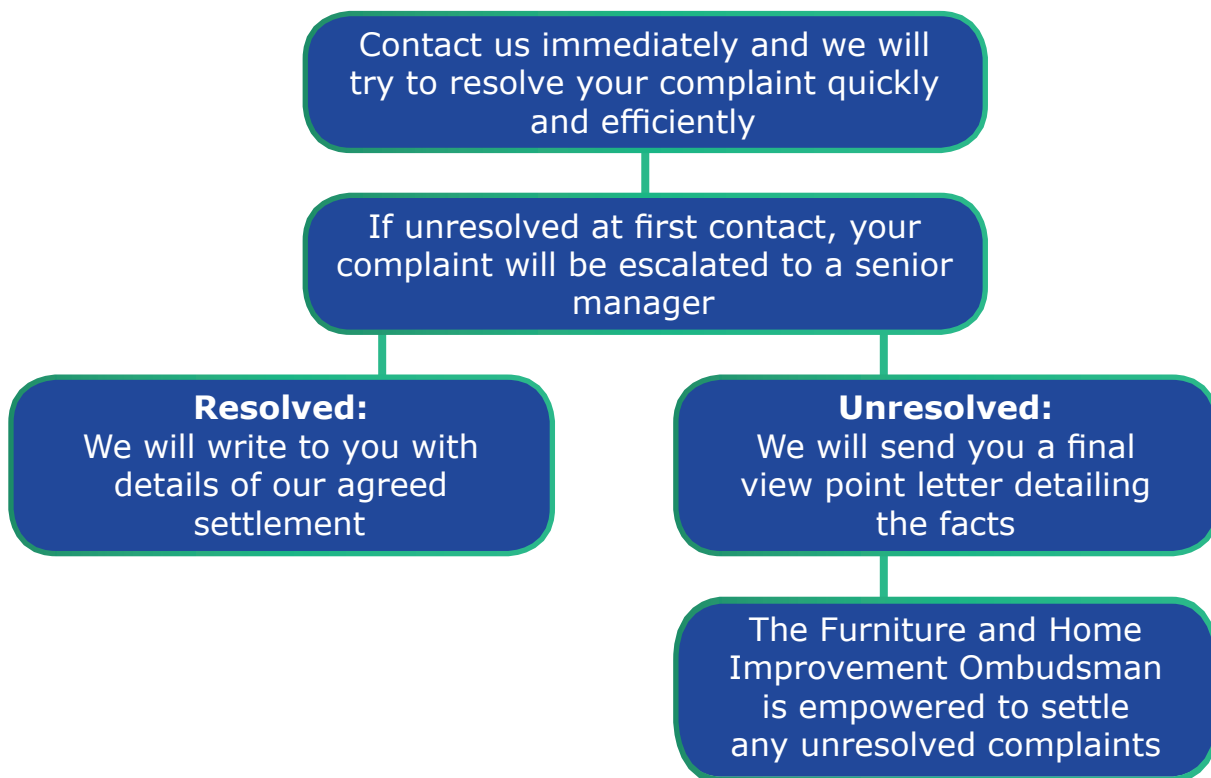 Contact us immediately and we will
try to resolve your complaint quickly
and efficiently
If unresolved at first contact, your
complaint will be escalated to a senior
manager
Resolved:
We will write to you with
details of our agreed
settlement
Unresolved:
We will send you a final
view point letter detailing
the facts
The Furniture and Home
Improvement Ombudsman
is empowered to settle
any unresolved complaints